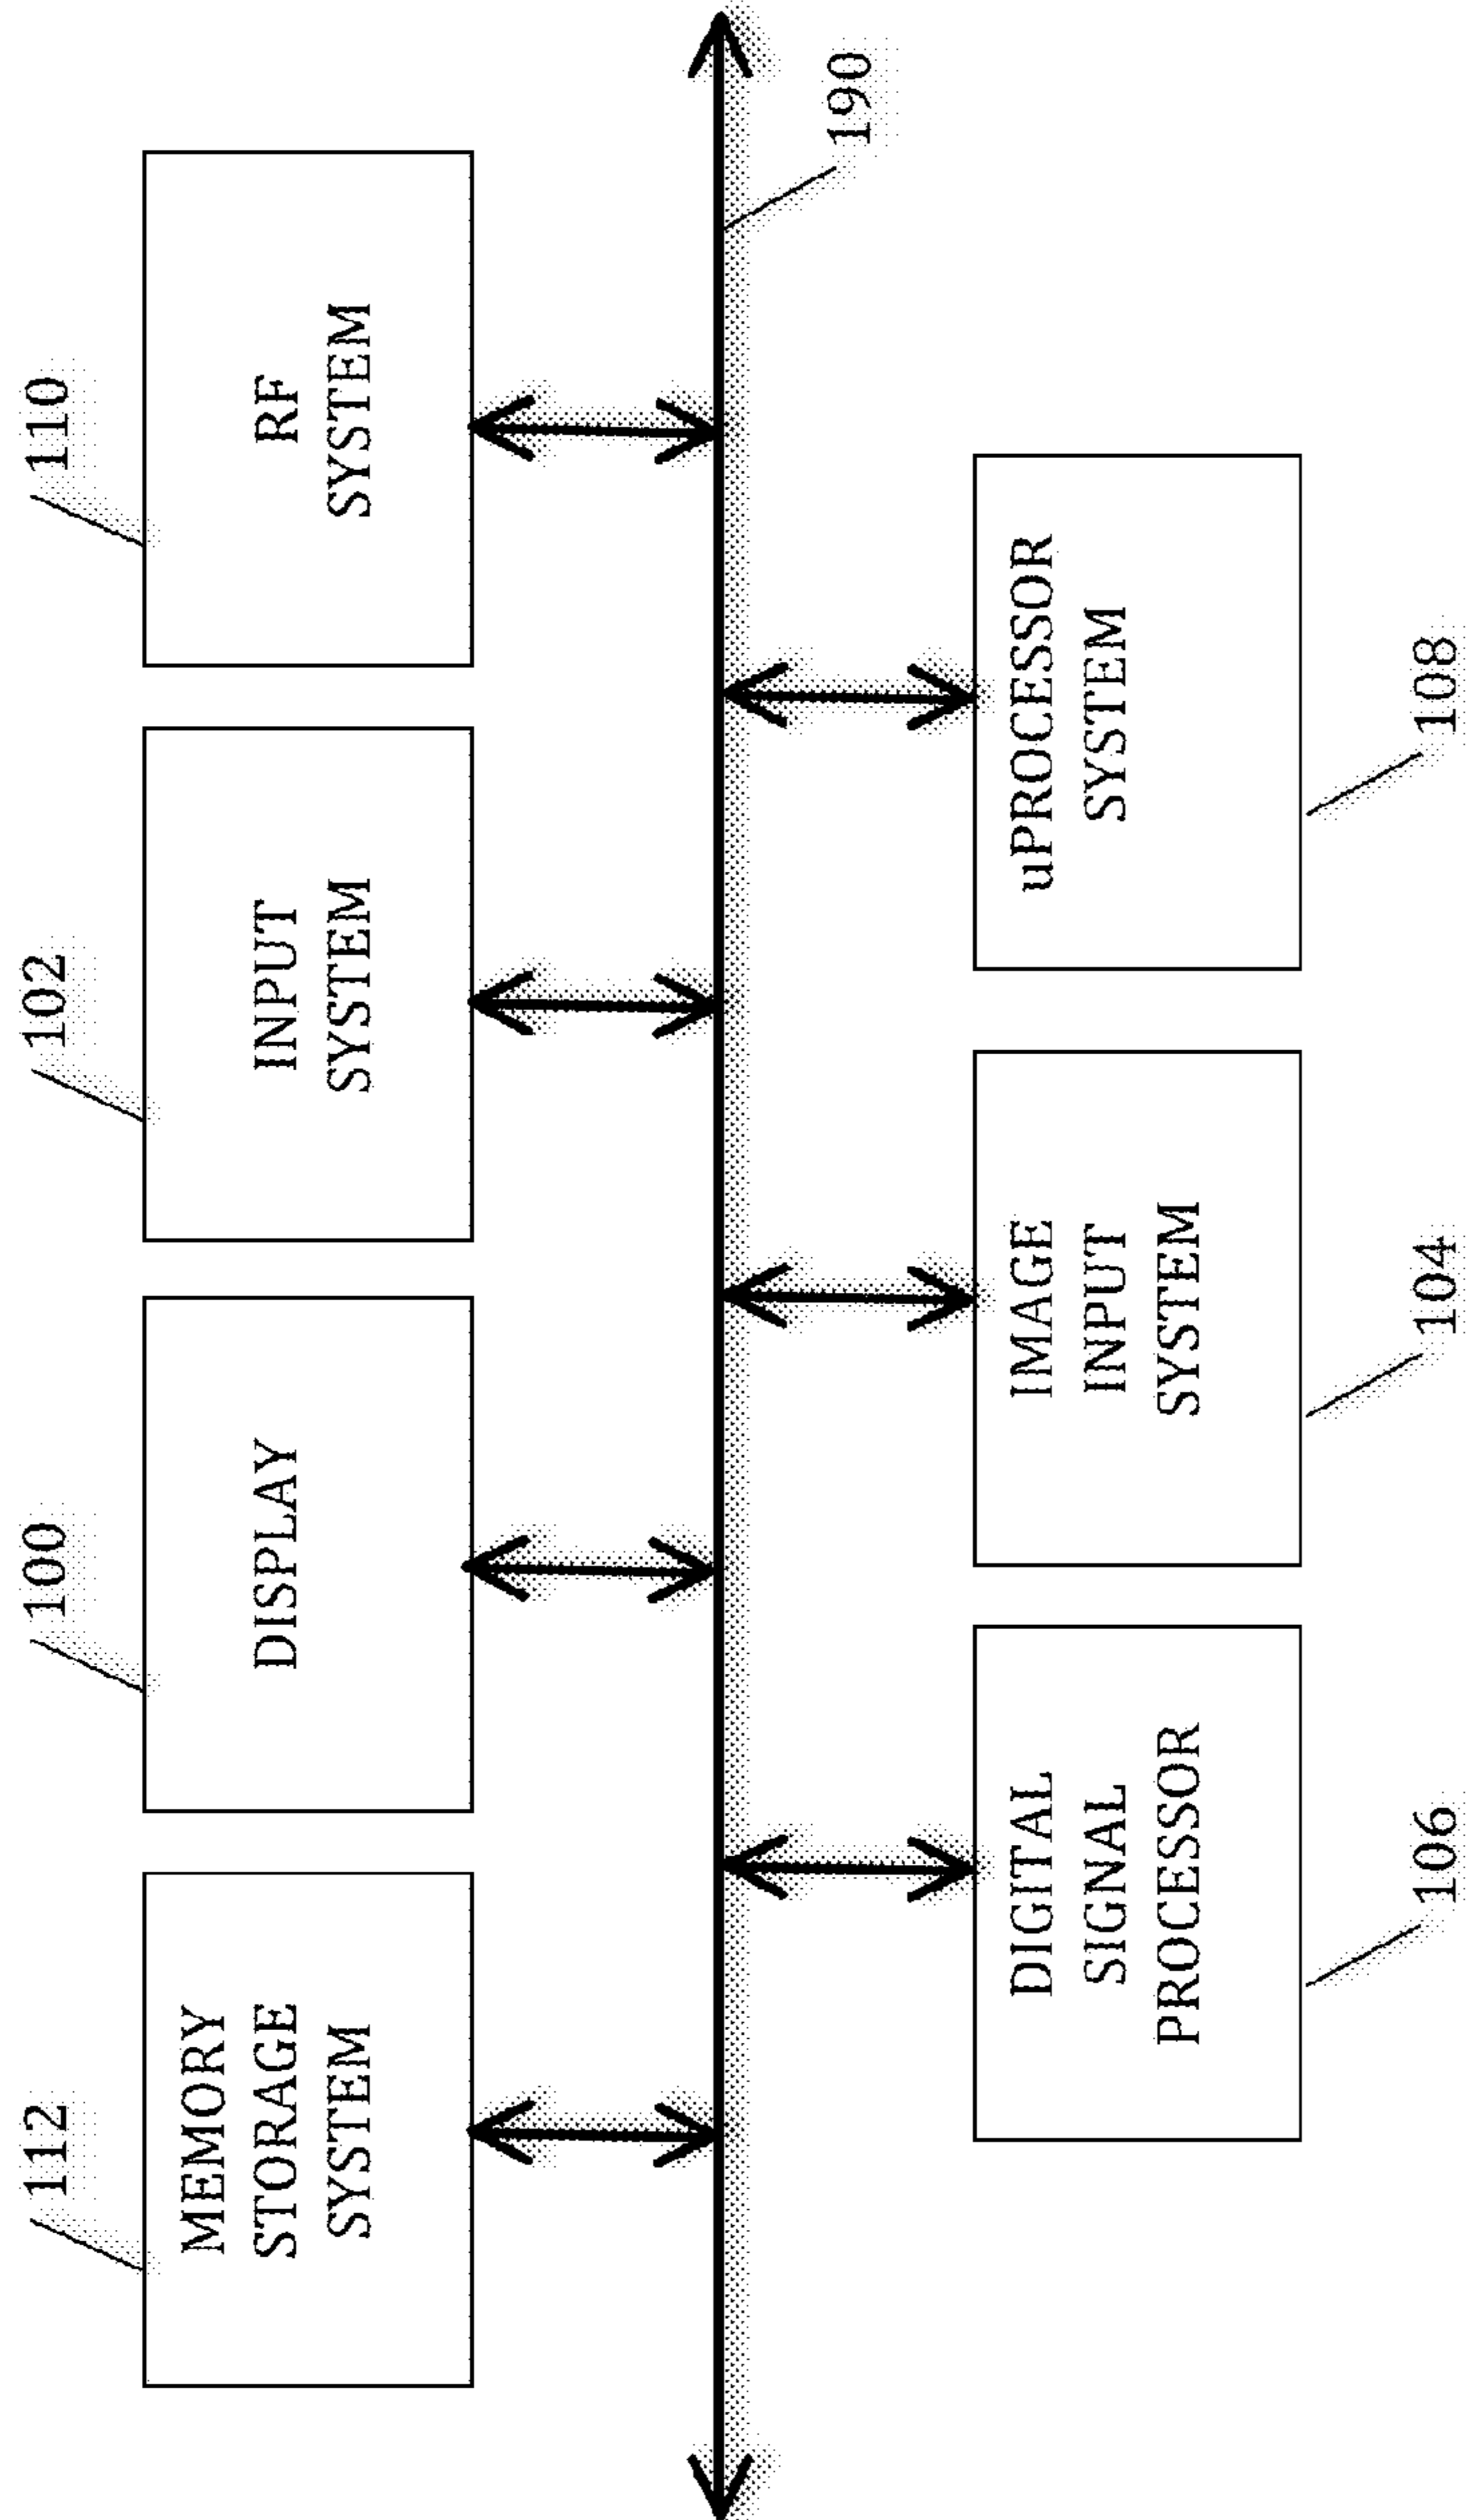 112
100
102
110
MEMORY
STORAGE
SYSTEM
DISPLAY
INPUT
SYSTEM
RF
SYSTEM
190
DIGITAL
SIGNAL
PROCESSOR
IMAGE
INPUT
SYSTEM
uPROCESSOR
SYSTEM
106
104
108